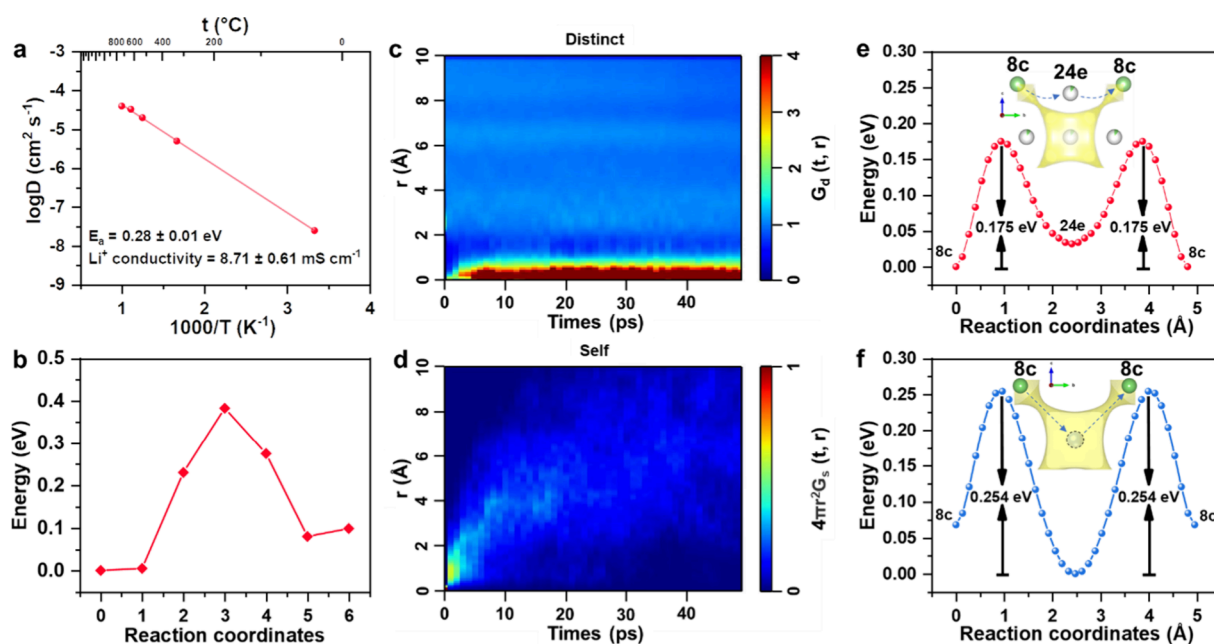 a
t (°C)
800 600 400 200 0
-3
-4
-5
-6
-7
-8
-9
logD (cm² s⁻¹)
Eₐ = 0.28 ± 0.01 eV
Li⁺ conductivity = 8.71 ± 0.61 mS cm⁻¹
1 2 3 4
1000/T (K⁻¹)
b
0.5
0.4
0.3
0.2
0.1
0.0
Energy (eV)
0 1 2 3 4 5 6
Reaction coordinates
c
Distinct
10
8
6
4
2
0
r (Å)
0 10 20 30 40
Times (ps)
4
3
2
1
0
G_d (t, r)
d
Self
10
8
6
4
2
0
r (Å)
0 10 20 30 40
Times (ps)
1
0
4πr²Gₛ (t, r)
e
0.30
0.25
0.20
0.15
0.10
0.05
0.00
Energy (eV)
8c 24e 8c
0.175 eV 0.175 eV
24e
8c 8c
0 1 2 3 4 5
Reaction coordinates (Å)
f
0.30
0.25
0.20
0.15
0.10
0.05
0.00
Energy (eV)
8c 8c
0.254 eV 0.254 eV
8c 8c
0 1 2 3 4 5
Reaction coordinates (Å)